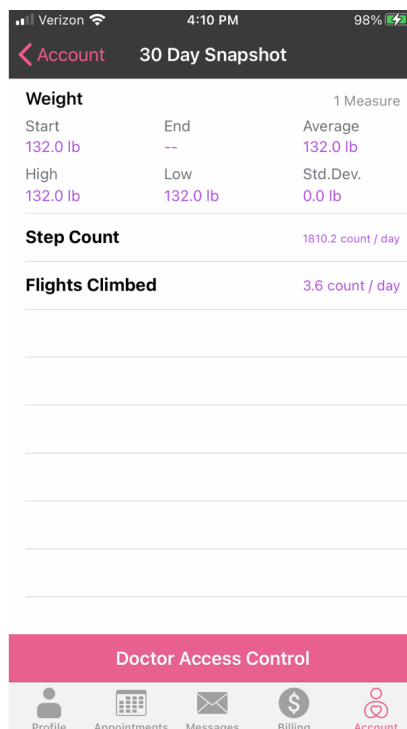 Verizon 4:10 PM 98%
Account 30 Day Snapshot
Weight 1 Measure
Start End Average
132.0 lb -- 132.0 lb
High Low Std.Dev.
132.0 lb 132.0 lb 0.0 lb
Step Count 1810.2 count / day
Flights Climbed 3.6 count / day
Doctor Access Control
Profile Appointments Messages Billing Account